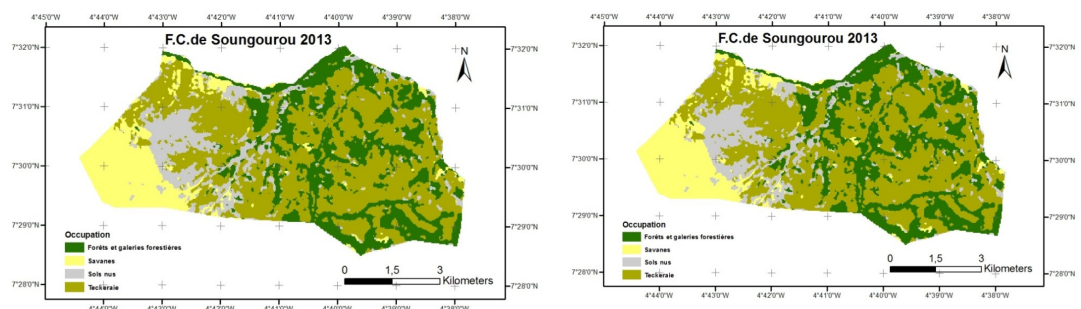 4°45'0"O 4°44'0"O 4°43'0"O 4°42'0"O 4°41'0"O 4°40'0"O 4°39'0"O 4°38'0"O
F.C.de Soungourou 2013
N
7°32'0"N 7°32'0"N
7°31'0"N 7°31'0"N
7°30'0"N 7°30'0"N
7°29'0"N 7°29'0"N
7°28'0"N 7°28'0"N
Occupation
Forêts et galeries forestières
Savanes
Sols nus
Teckeraie
0 1,5 3
Kilometers
4°44'0"O 4°43'0"O 4°42'0"O 4°41'0"O 4°40'0"O 4°39'0"O 4°38'0"O
4°45'0"O 4°44'0"O 4°43'0"O 4°42'0"O 4°41'0"O 4°40'0"O 4°39'0"O 4°38'0"O
F.C.de Soungourou 2013
N
7°32'0"N 7°32'0"N
7°31'0"N 7°31'0"N
7°30'0"N 7°30'0"N
7°29'0"N 7°29'0"N
7°28'0"N 7°28'0"N
Occupation
Forêts et galeries forestières
Savanes
Sols nus
Teckeraie
0 1,5 3
Kilometers
4°44'0"O 4°43'0"O 4°42'0"O 4°41'0"O 4°40'0"O 4°39'0"O 4°38'0"O